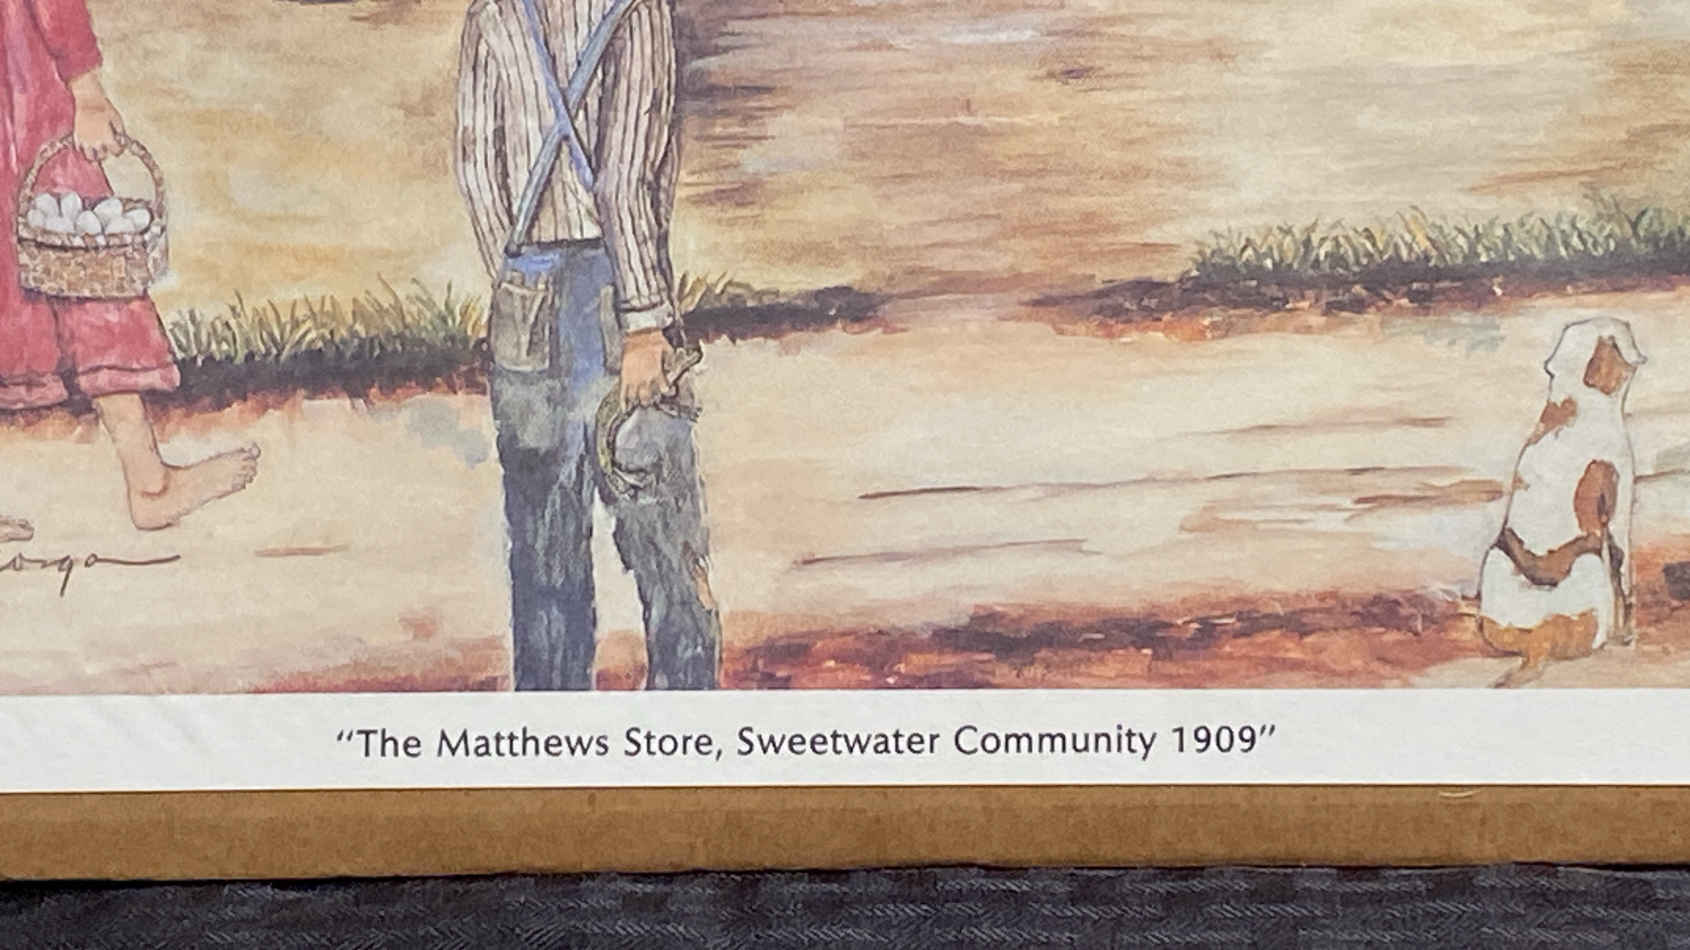 “The Matthews Store, Sweetwater Community 1909”